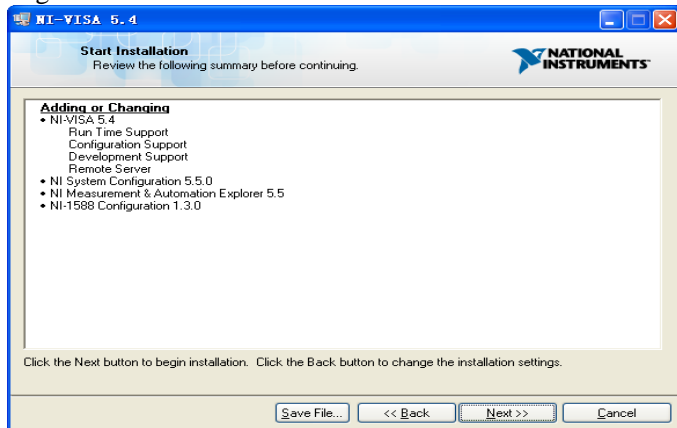 NI-VISA 5.4
Start Installation
Review the following summary before continuing.
NATIONAL
INSTRUMENTS™
Adding or Changing
• NI-VISA 5.4
Run Time Support
Configuration Support
Development Support
Remote Server
• NI System Configuration 5.5.0
• NI Measurement & Automation Explorer 5.5
• NI-1588 Configuration 1.3.0
Click the Next button to begin installation.  Click the Back button to change the installation settings.
Save File... << Back Next >> Cancel